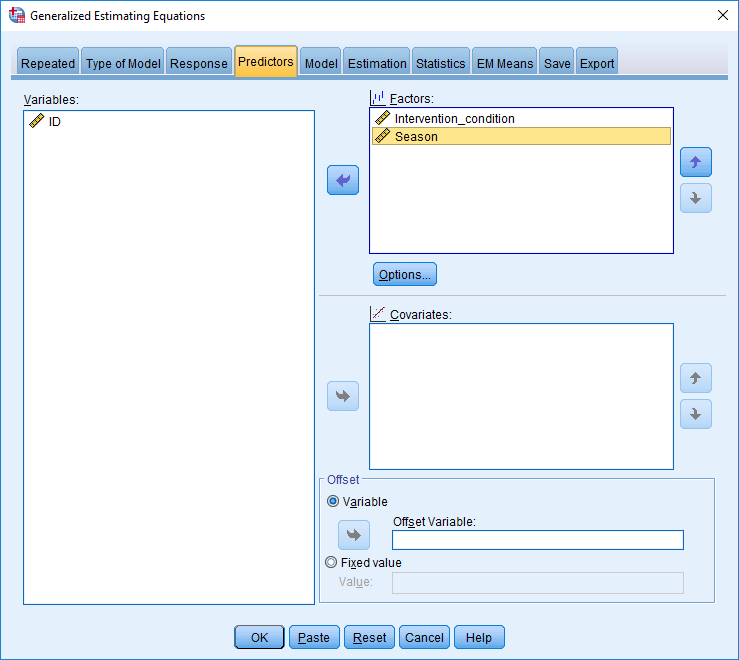 Generalized Estimating Equations
Repeated Type of Model Response Predictors Model Estimation Statistics EM Means Save Export
Variables:
ID
Factors:
Intervention_condition
Season
Options...
Covariates:
Offset
Variable
Offset Variable:
Fixed value
Value:
OK Paste Reset Cancel Help